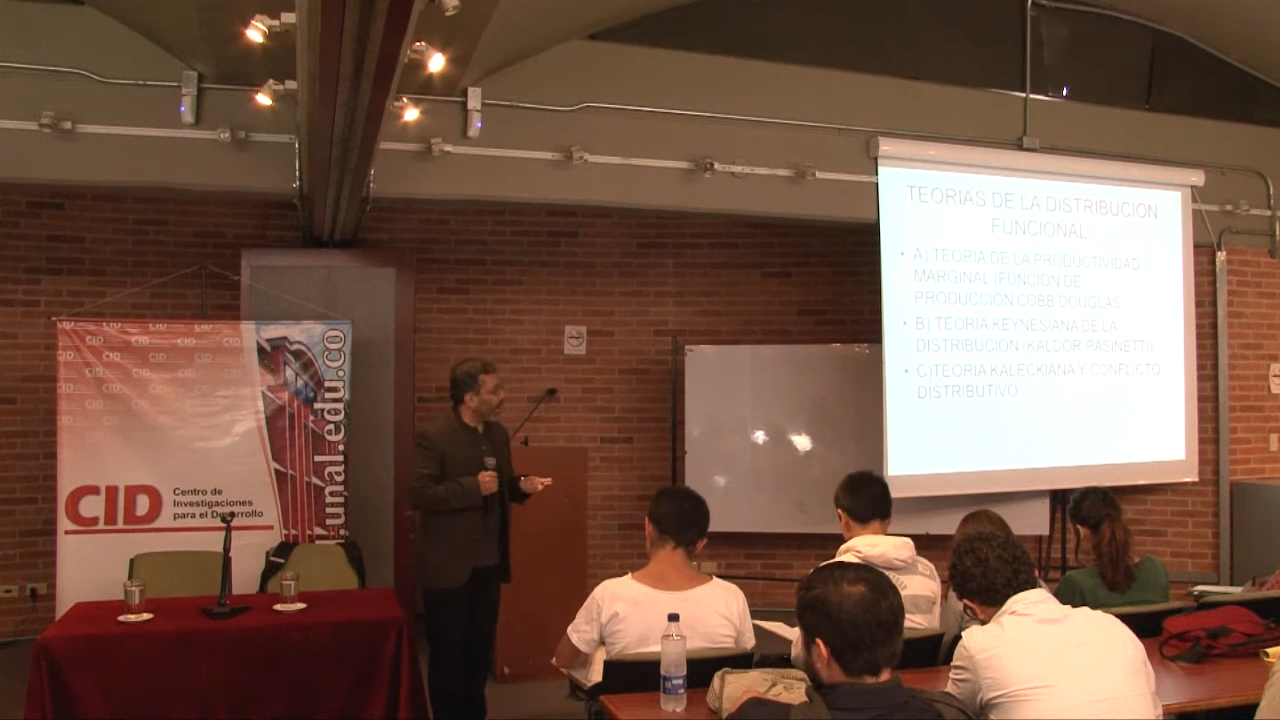 TEORIAS DE LA DISTRIBUCION
FUNCIONAL
• A) TEORIA DE LA PRODUCTIVIDAD
MARGINAL (FUNCION DE
PRODUCCION COBB DOUGLAS
• B) TEORIA KEYNESIANA DE LA
DISTRIBUCION (KALDOR-PASINETTI)
• C)TEORIA KALECKIANA Y CONFLICTO
DISTRIBUTIVO
CID
Centro de
Investigaciones
para el Desarrollo
.unal.edu.co